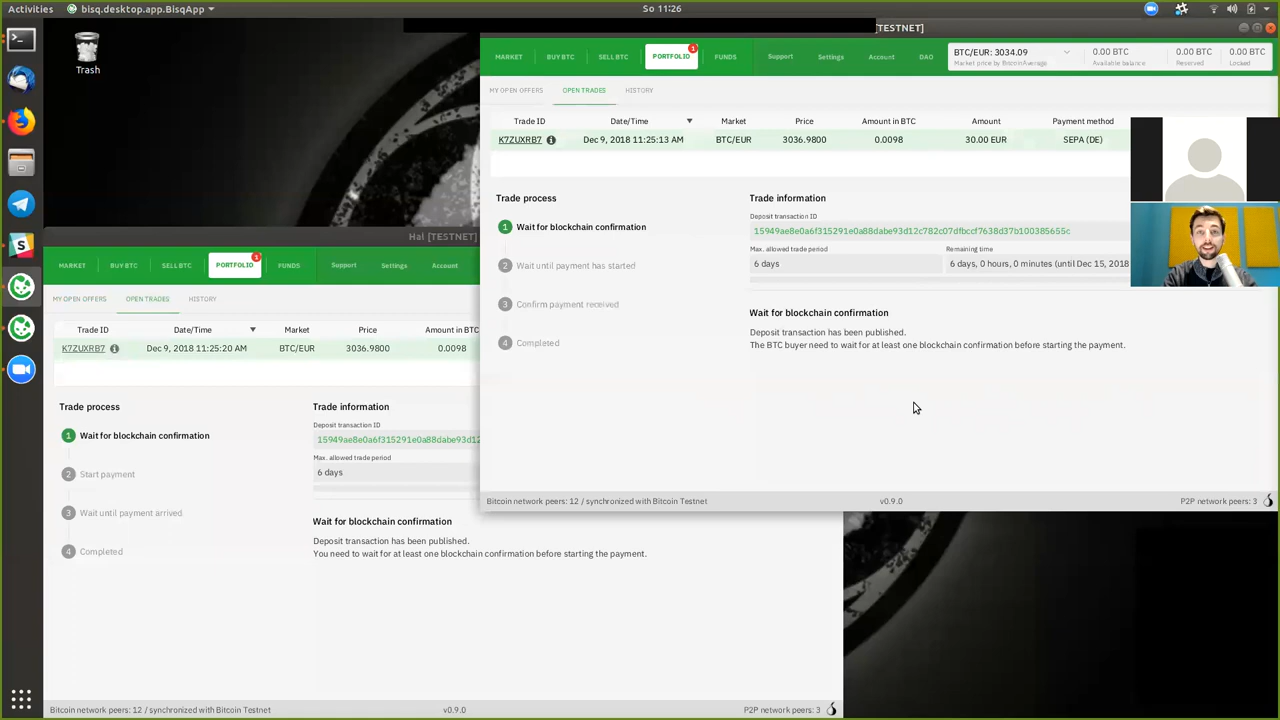 Activities
bisq.desktop.app.BisqApp
So 11:26
Trash
[TESTNET]
MARKET
BUY BTC
SELL BTC
PORTFOLIO
1
FUNDS
Support
Settings
Account
DAO
BTC/EUR: 3034.09
Market price by BitcoinAverage
0.00 BTC
Available balance
0.00 BTC
Reserved
0.00 BTC
Locked
MY OPEN OFFERS
OPEN TRADES
HISTORY
Trade ID Date/Time Market Price Amount in BTC Amount Payment method
K7ZUXRB7 Dec 9, 2018 11:25:13 AM BTC/EUR 3036.9800 0.0098 30.00 EUR SEPA (DE)
Trade process
1 Wait for blockchain confirmation
2 Wait until payment has started
3 Confirm payment received
4 Completed
Trade information
Deposit transaction ID
15949ae8e0a6f315291e0a88dabe93d12c782c07dfbccf7638d37b100385655c
Max. allowed trade period
6 days
Remaining time
6 days, 0 hours, 0 minutes (until Dec 15, 2018
Wait for blockchain confirmation
Deposit transaction has been published.
The BTC buyer need to wait for at least one blockchain confirmation before starting the payment.
Bitcoin network peers: 12 / synchronized with Bitcoin Testnet
v0.9.0
P2P network peers: 3
Hal [TESTNET]
MARKET
BUY BTC
SELL BTC
PORTFOLIO
1
FUNDS
Support
Settings
Account
MY OPEN OFFERS
OPEN TRADES
HISTORY
Trade ID Date/Time Market Price Amount in BTC
K7ZUXRB7 Dec 9, 2018 11:25:20 AM BTC/EUR 3036.9800 0.0098
Trade process
1 Wait for blockchain confirmation
2 Start payment
3 Wait until payment arrived
4 Completed
Trade information
Deposit transaction ID
15949ae8e0a6f315291e0a88dabe93d12
Max. allowed trade period
6 days
Wait for blockchain confirmation
Deposit transaction has been published.
You need to wait for at least one blockchain confirmation before starting the payment.
Bitcoin network peers: 12 / synchronized with Bitcoin Testnet
v0.9.0
P2P network peers: 3